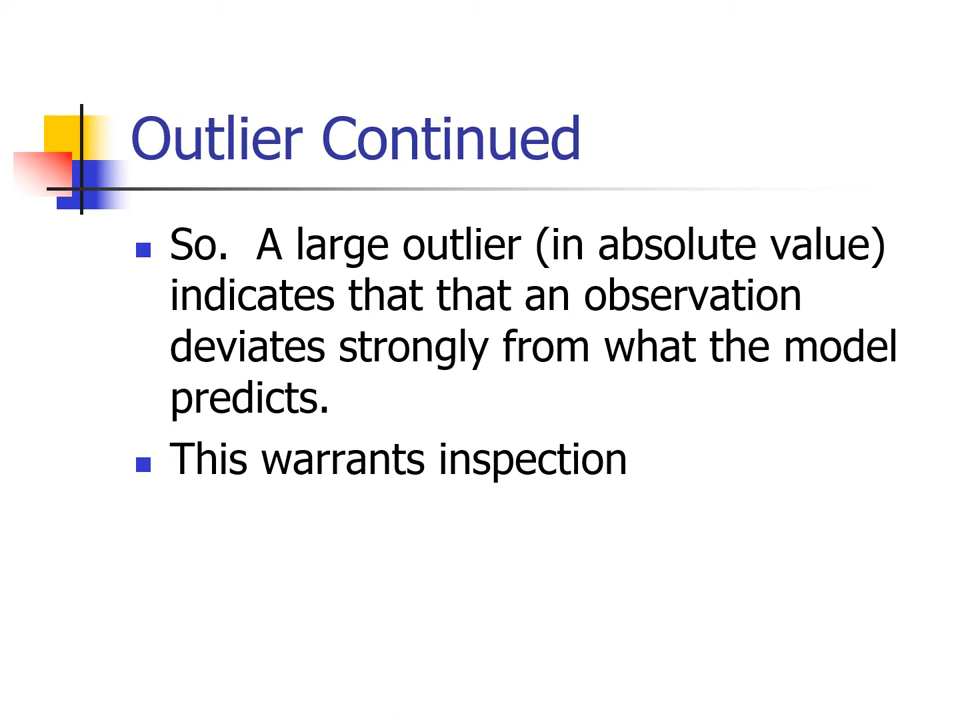 Outlier Continued
So.  A large outlier (in absolute value)
indicates that that an observation
deviates strongly from what the model
predicts.
This warrants inspection